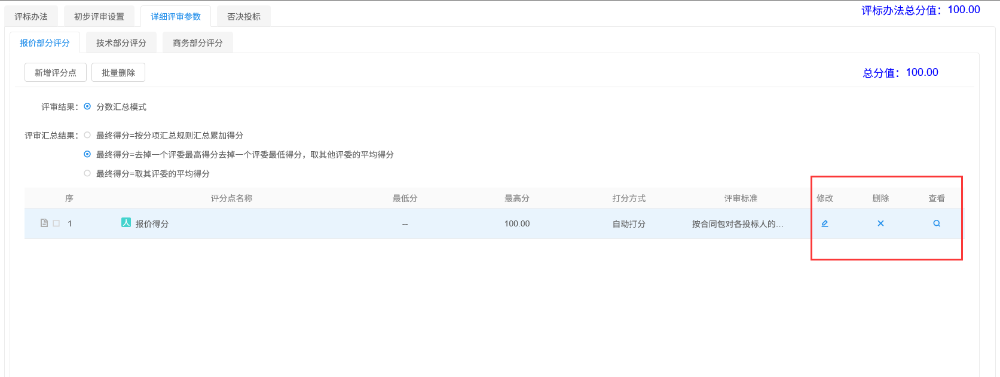 评标办法 初步评审设置 详细评审参数 否决投标 评标办法总分值：100.00
报价部分评分 技术部分评分 商务部分评分
新增评分点 批量删除 总分值：100.00
评审结果： 分数汇总模式
评审汇总结果： 最终得分=按分项汇总规则汇总累加得分
最终得分=去掉一个评委最高得分去掉一个评委最低得分，取其他评委的平均得分
最终得分=取其评委的平均得分
序 评分点名称 最低分 最高分 打分方式 评审标准 修改 删除 查看
1 人 报价得分 -- 100.00 自动打分 按合同包对各投标人的...